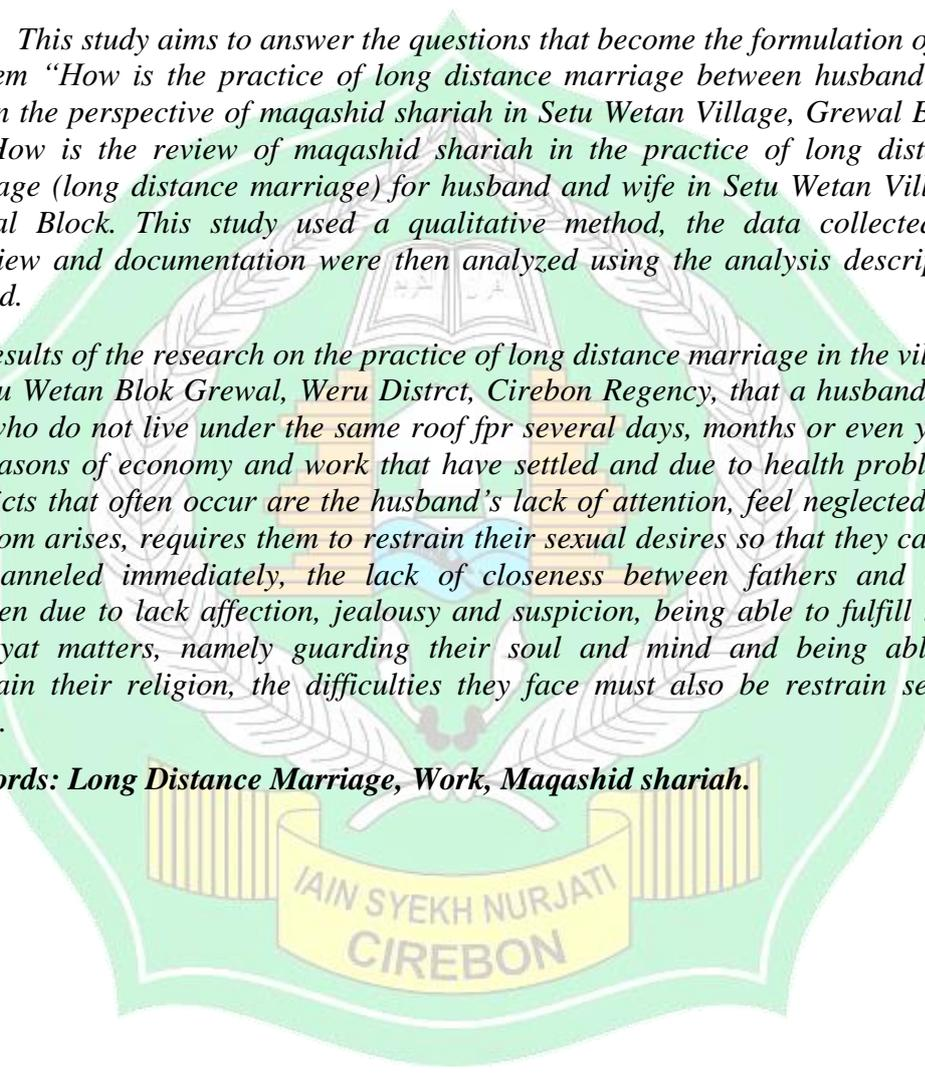 This study aims to answer the questions that become the formulation o
em “How is the practice of long distance marriage between husband
n the perspective of maqashid shariah in Setu Wetan Village, Grewal B
How is the review of maqashid shariah in the practice of long dist
age (long distance marriage) for husband and wife in Setu Wetan Vill
al Block. This study used a qualitative method, the data collected
iew and documentation were then analyzed using the analysis descrip
d.
esults of the research on the practice of long distance marriage in the vil
u Wetan Blok Grewal, Weru Distrct, Cirebon Regency, that a husband
who do not live under the same roof fpr several days, months or even y
easons of economy and work that have settled and due to health probl
icts that often occur are the husband’s lack of attention, feel neglected
om arises, requires them to restrain their sexual desires so that they ca
anneled immediately, the lack of closeness between fathers and
en due to lack affection, jealousy and suspicion, being able to fulfill
yat matters, namely guarding their soul and mind and being abl
ain their religion, the difficulties they face must also be restrain se
.
ords: Long Distance Marriage, Work, Maqashid shariah.
IAIN SYEKH NURJATI
CIREBON